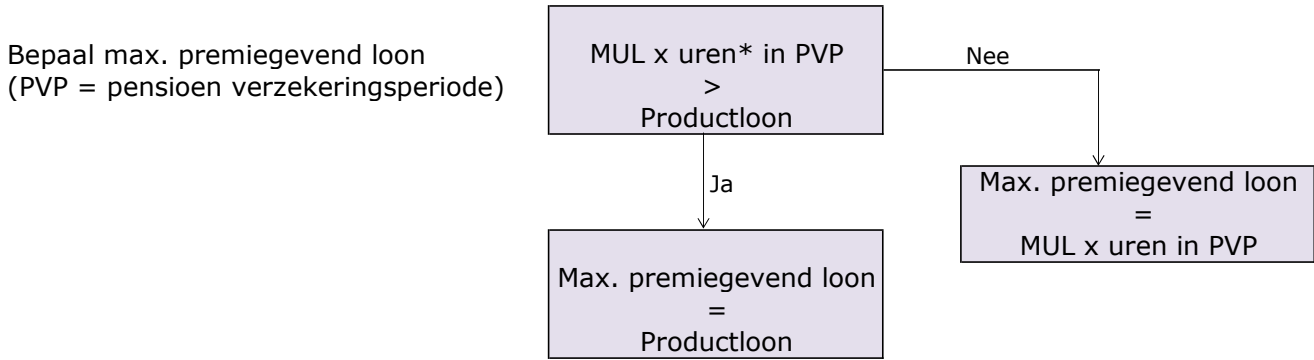 Bepaal max. premiegevend loon
(PVP = pensioen verzekeringsperiode)
MUL x uren* in PVP
>
Productloon
Nee
Ja
Max. premiegevend loon
=
MUL x uren in PVP
Max. premiegevend loon
=
Productloon